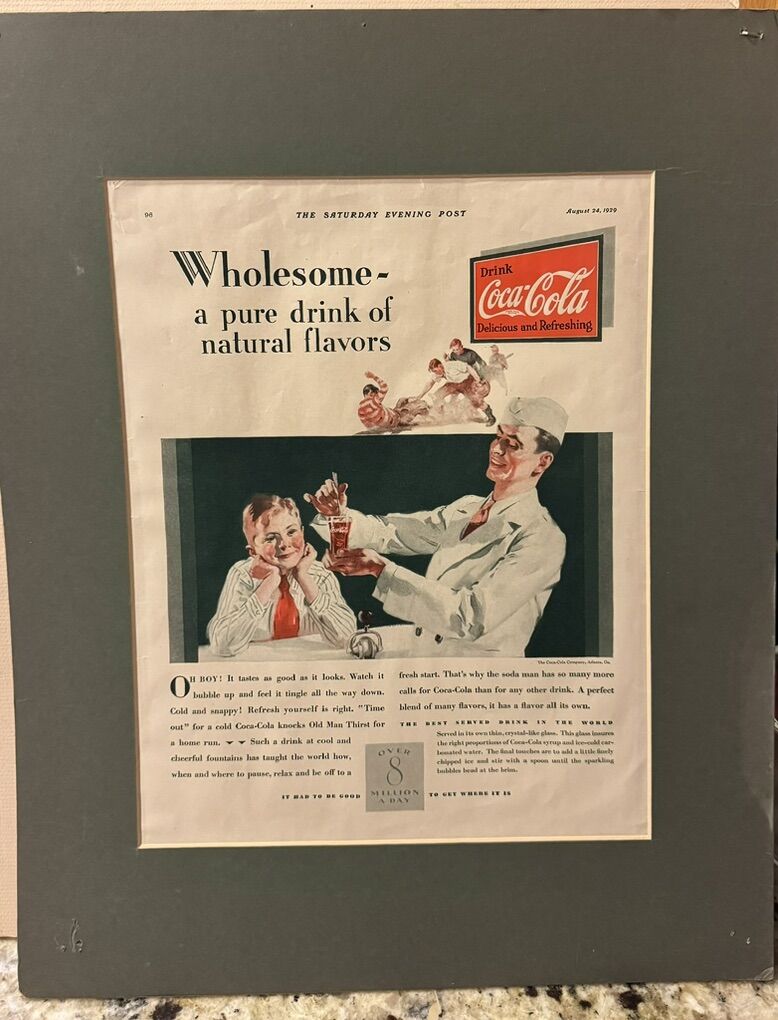 96
THE SATURDAY EVENING POST
August 24, 1929
Wholesome-
a pure drink of
natural flavors
Drink
Coca-Cola
Delicious and Refreshing
The Coca-Cola Company, Atlanta, Ga.
OH BOY! It tastes as good as it looks. Watch it
bubble up and feel it tingle all the way down.
Cold and snappy! Refresh yourself is right. "Time
out" for a cold Coca-Cola knocks Old Man Thirst for
a home run. Such a drink at cool and
cheerful fountains has taught the world how,
when and where to pause, relax and be off to a
fresh start. That's why the soda man has so many more
calls for Coca-Cola than for any other drink. A perfect
blend of many flavors, it has a flavor all its own.
THE BEST SERVED DRINK IN THE WORLD
Served in its own thin, crystal-like glass. This glass insures
the right proportions of Coca-Cola syrup and ice-cold car-
bonated water. The final touches are to add a little finely
chipped ice and stir with a spoon until the sparkling
bubbles bead at the brim.
OVER
8
MILLION
A DAY
IT HAD TO BE GOOD TO GET WHERE IT IS